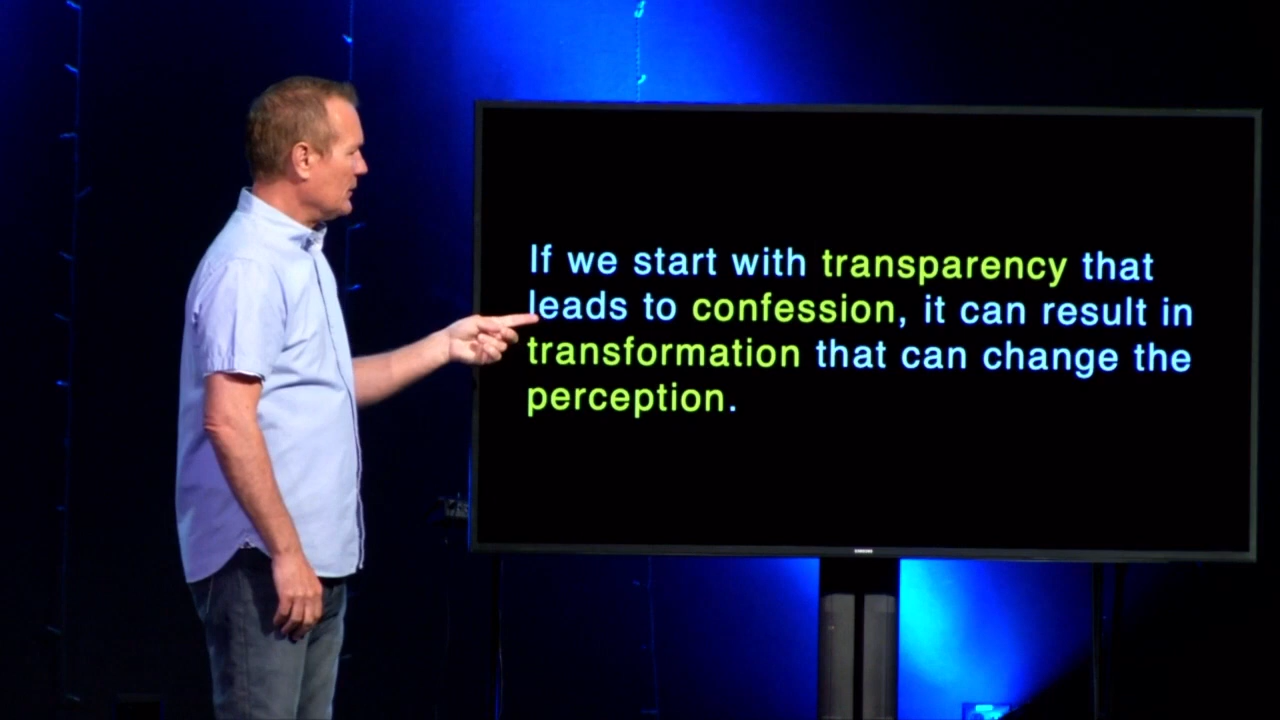 If we start with transparency that
leads to confession, it can result in
transformation that can change the
perception.
SAMSUNG